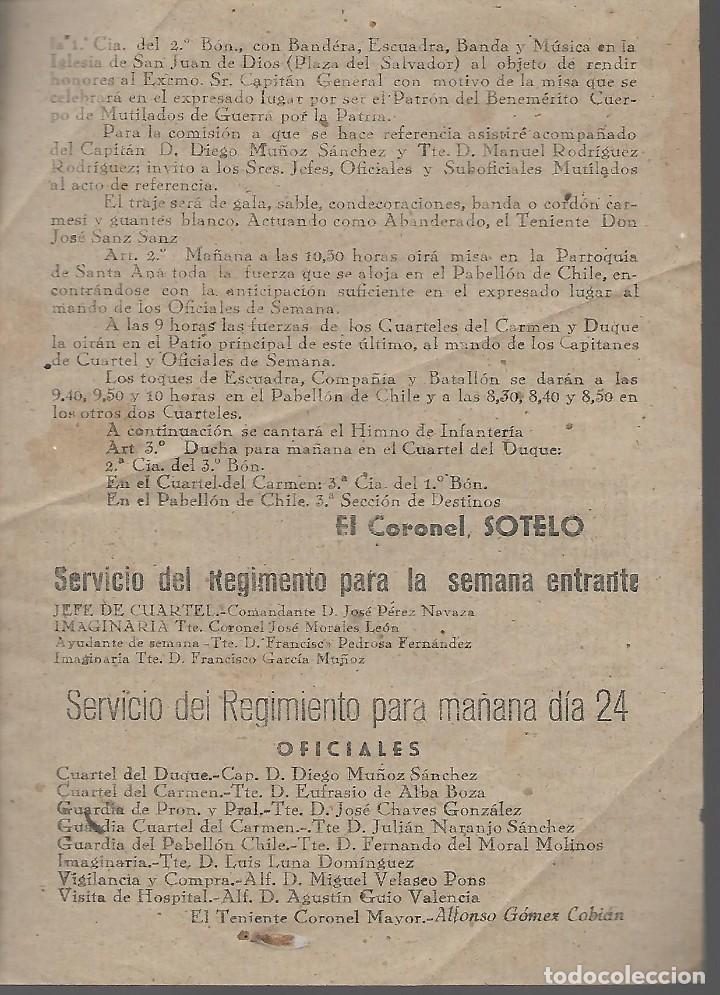 la 1.ª Cia. del 2.º Bón., con Bandéra, Escuadra, Banda y Música en la
Iglesia de San Juan de Dios (Plaza del Salvador) al objeto de rendir
honores al Excmo. Sr. Capitán General con motivo de la misa que se
celebrará en el expresado lugar por ser el Patrón del Benemérito Cuer-
po de Mutilados de Guerra por la Patria.
Para la comisión a que se hace referencia asistiré acompañado
del Capitán D. Diego Muñoz Sánchez y Tte. D. Manuel Rodríguez
Rodríguez; invito a los Sres. Jefes, Oficiales y Suboficiales Mutilados
al acto de referencia.
El traje será de gala, sable, condecoraciones, banda o cordón car-
mesi y guantes blanco. Actuando como Abanderado, el Teniente Don
José Sanz Sanz
Art. 2.º Mañana a las 10,50 horas oirá misa en la Parroquia
de Santa Ana toda la fuerza que se aloja en el Pabellón de Chile, en-
contrándose con la anticipación suficiente en el expresado lugar al
mando de los Oficiales de Semana.
A las 9 horas las fuerzas de los Cuarteles del Carmen y Duque
la oirán en el Patio principal de este último, al mando de los Capitanes
de Cuartel y Oficiales de Semana.
Los toques de Escuadra, Compañía y Batallón se darán a las
9.40, 9,50 y 10 horas en el Pabellón de Chile y a las 8,30, 8,40 y 8,50 en
los otros dos Cuarteles.
A continuación se cantará el Himno de Infantería
Art 3.º Ducha para mañana en el Cuartel del Duque:
2.ª Cia. del 3.º Bón.
En el Cuartel del Carmen: 3.ª Cia. del 1.º Bón.
En el Pabellón de Chile. 3.ª Sección de Destinos
El Coronel, SOTELO
Servicio del Regimento para la semana entrante
JEFE DE CUARTEL.-Comandante D. José Pérez Navaza
IMAGINARIA Tte. Coronel José Morales León
Ayudante de semana -Tte. D. Francisco Pedrosa Fernández
Imaginaria Tte. D. Francisco García Muñoz
Servicio del Regimiento para mañana día 24
OFICIALES
Cuartel del Duque.-Cap. D. Diego Muñoz Sánchez
Cuartel del Carmen.-Tte. D. Eufrasio de Alba Boza
Guardia de Pron. y Pral.-Tte. D. José Chaves González
Guardia Cuartel del Carmen.-.Tte D. Julián Naranjo Sánchez
Guardia del Pabellón Chile.-Tte. D. Fernando del Moral Molinos
Imaginaria.-Tte. D. Luis Luna Domínguez
Vigilancia y Compra.-Alf. D. Miguel Velasco Pons
Visita de Hospital.-Alf. D. Agustín Guio Valencia
El Teniente Coronel Mayor.-Alfonso Gómez Cobián
todocoleccion